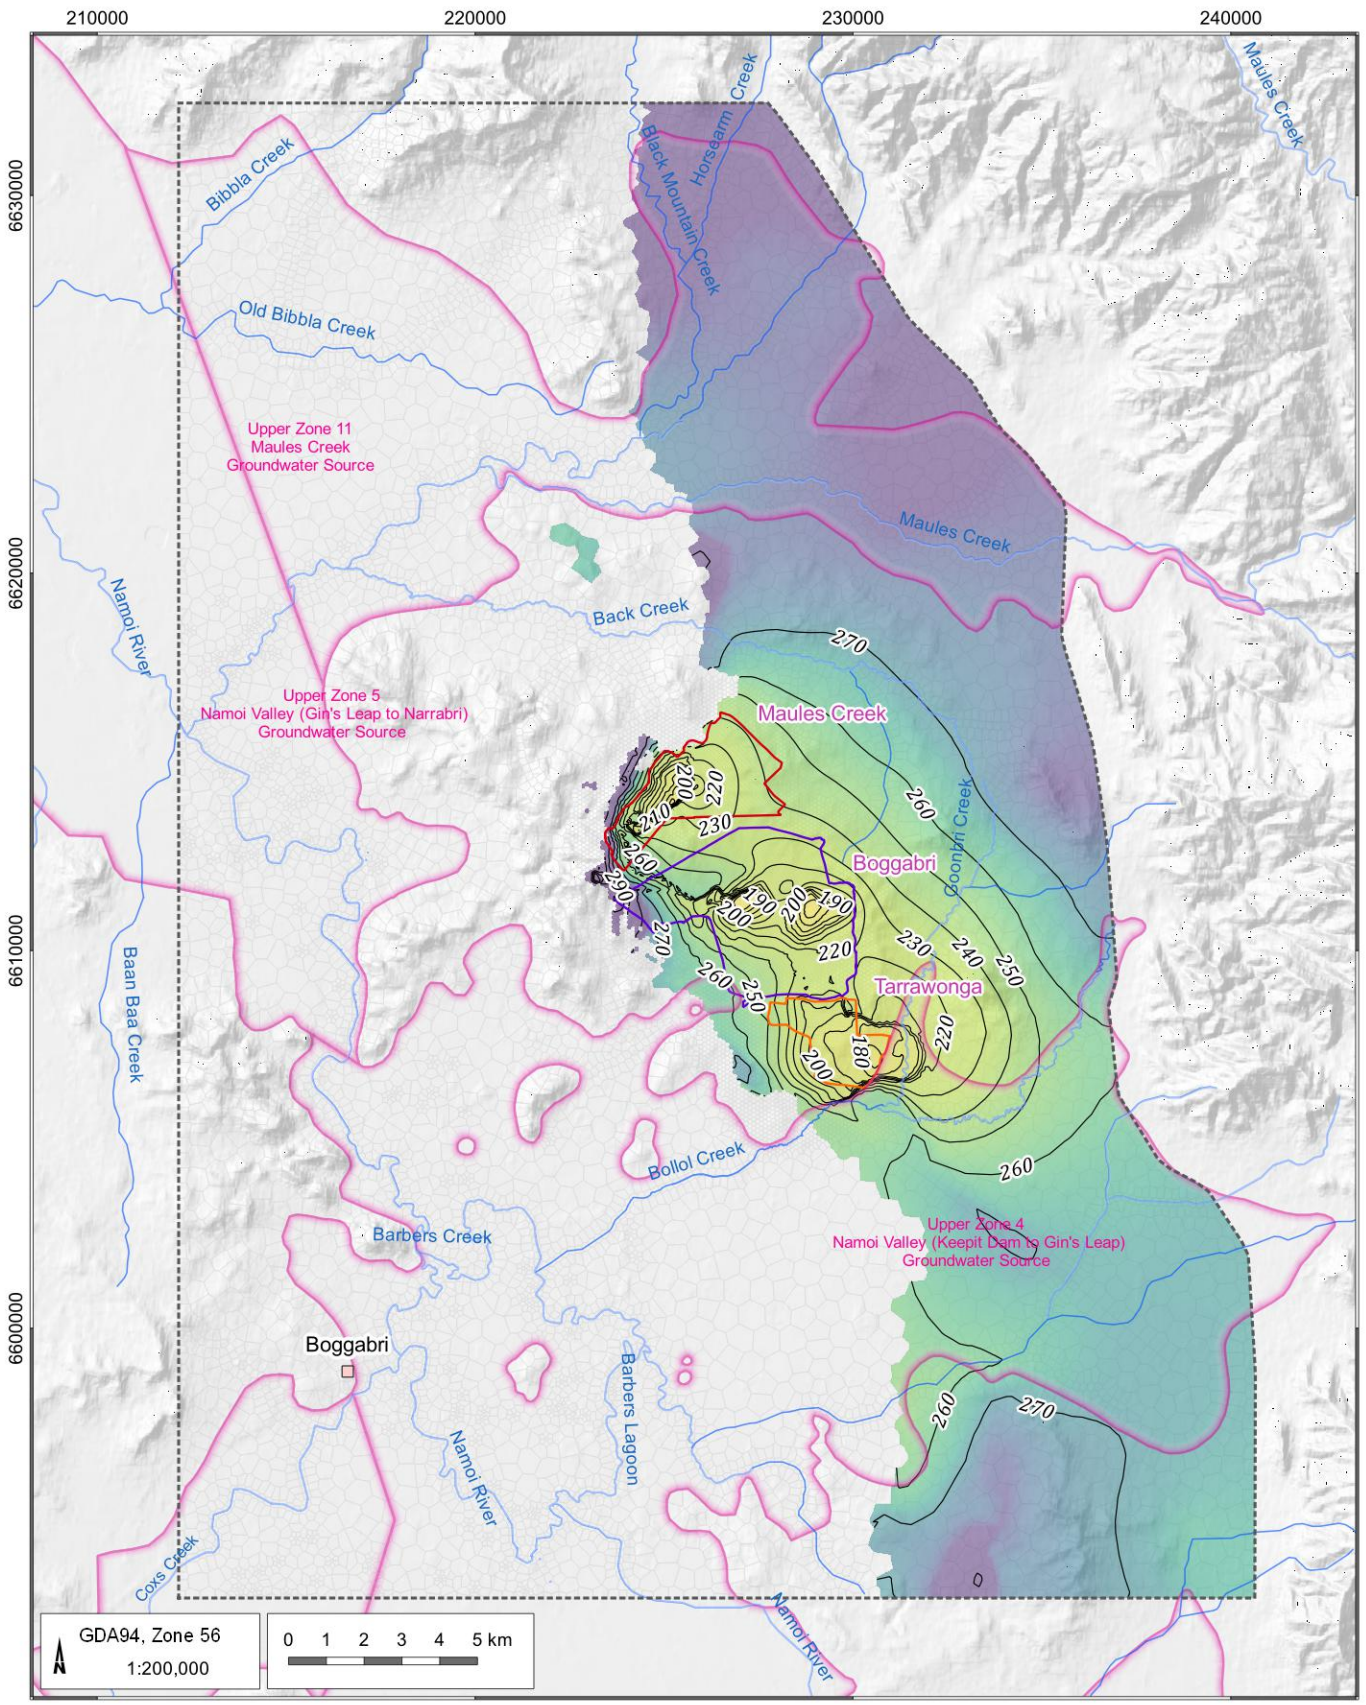 210000
220000
230000
240000
6630000
6620000
6610000
6600000
Maules Creek
Horsearm Creek
Black Mountain Creek
Bibbla Creek
Old Bibbla Creek
Upper Zone 11
Maules Creek
Groundwater Source
Maules Creek
Namoi River
Back Creek
270
Upper Zone 5
Namoi Valley (Gin's Leap to Narrabri)
Groundwater Source
Maules Creek
200
220
260
210
230
Goonbri Creek
Boggabri
260
290
190
200
190
200
270
220
230
240
250
Baan Baa Creek
260
250
Tarrawonga
220
180
200
Bollol Creek
260
Barbers Creek
Upper Zone 4
Namoi Valley (Keepit Dam to Gin's Leap)
Groundwater Source
Boggabri
Barbers Lagoon
260
270
Namoi River
Coxs Creek
Namoi River
GDA94, Zone 56
1:200,000
N
0 1 2 3 4 5 km